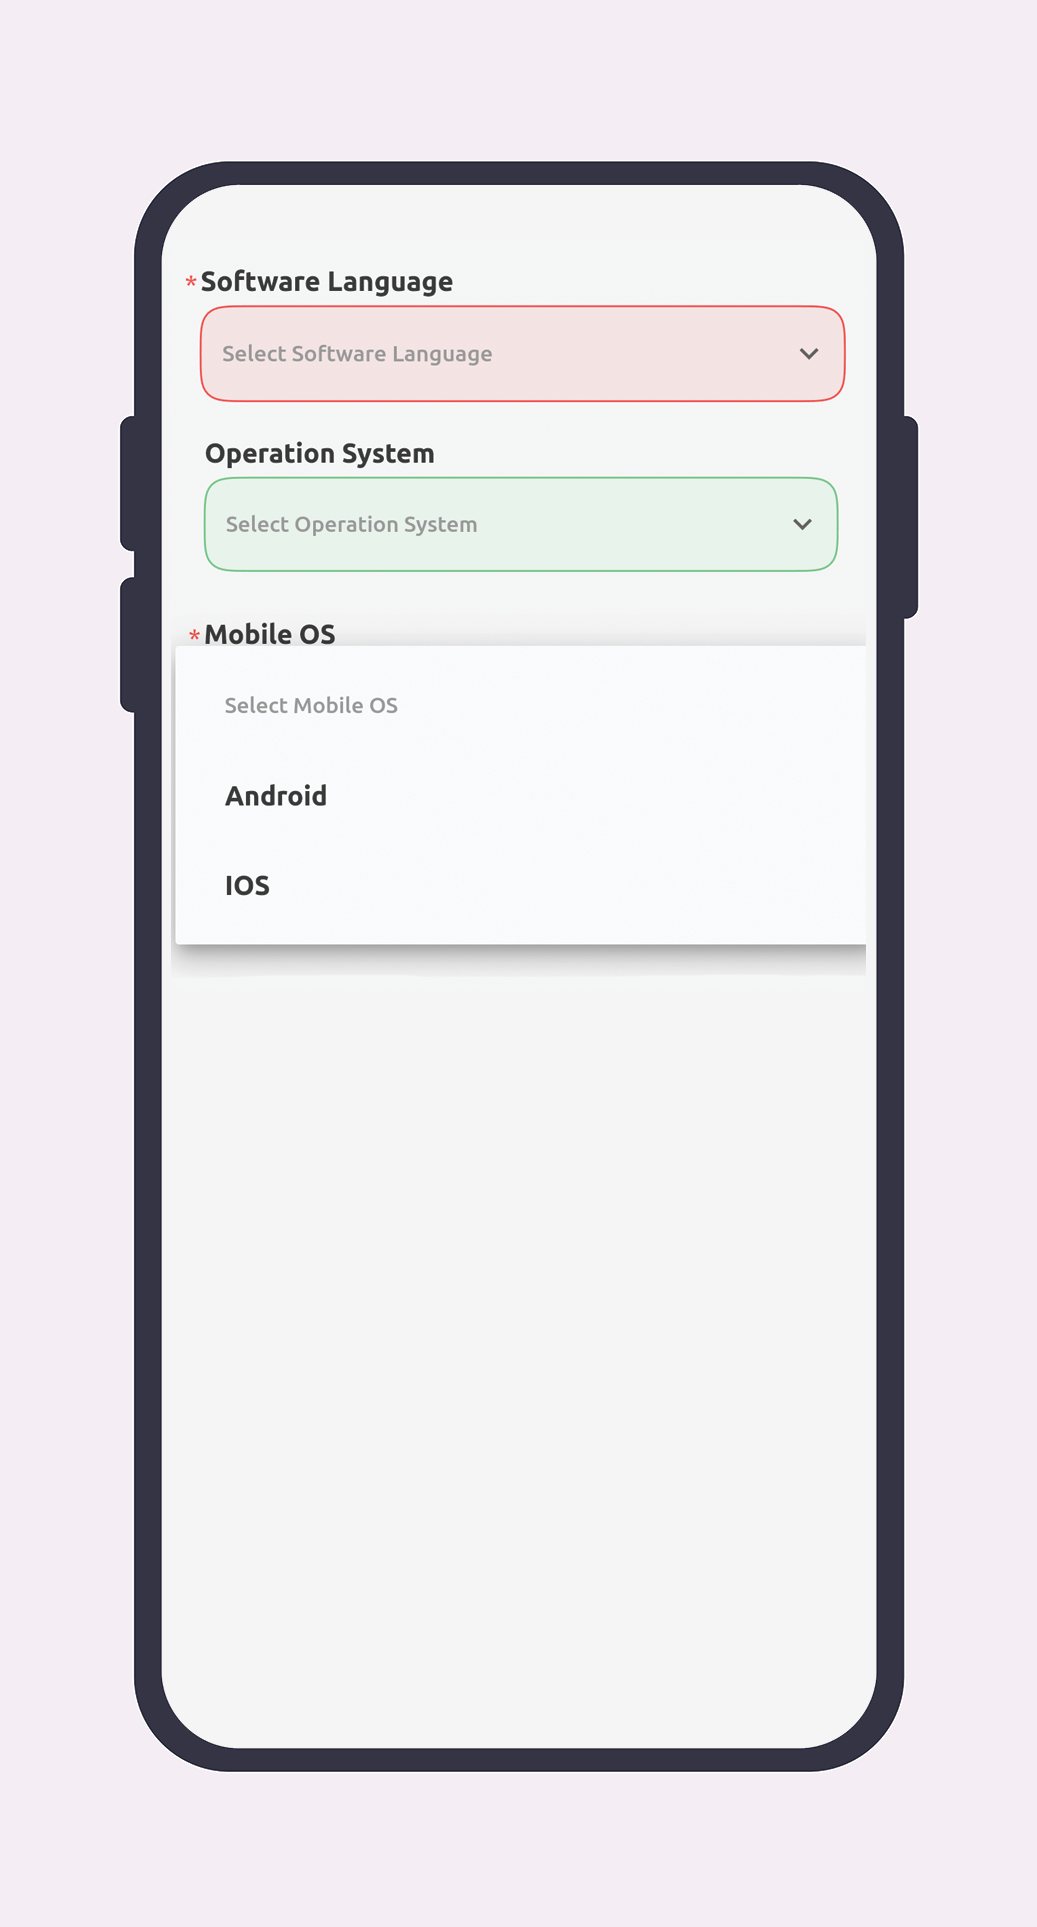 *Software Language
Select Software Language
Operation System
Select Operation System
*Mobile OS
Select Mobile OS
Android
IOS